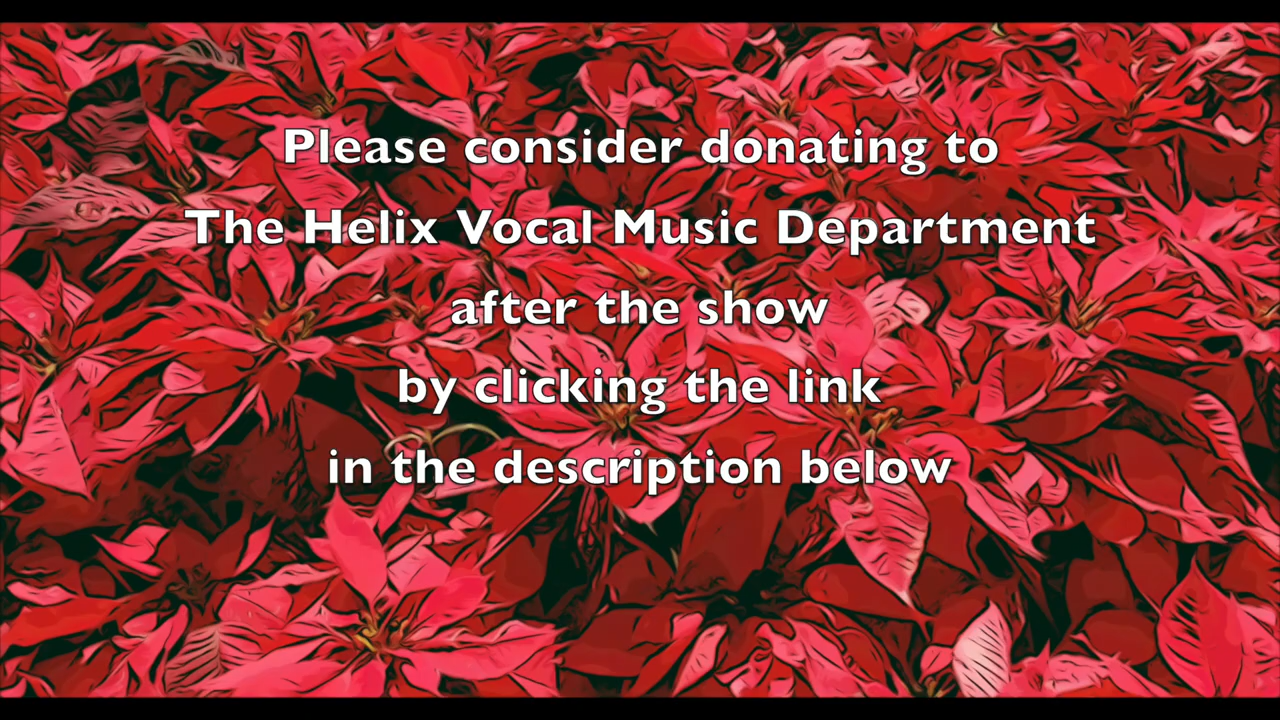 Please consider donating to
The Helix Vocal Music Department
after the show
by clicking the link
in the description below